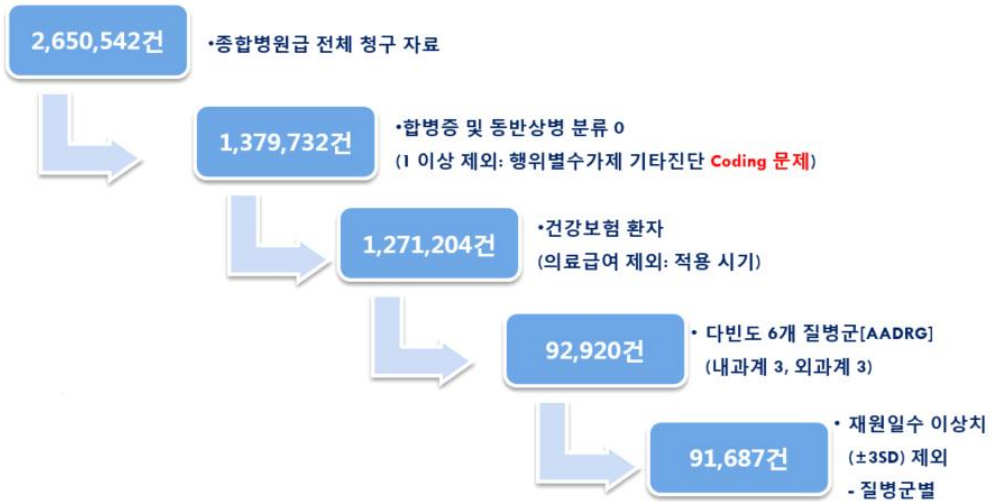 2,650,542건
•종합병원급 전체 청구 자료
1,379,732건
•합병증 및 동반상병 분류 0
(1 이상 제외: 행위별수가제 기타진단 Coding 문제)
1,271,204건
•건강보험 환자
(의료급여 제외: 적용 시기)
92,920건
• 다빈도 6개 질병군[AADRG]
(내과계 3, 외과계 3)
91,687건
• 재원일수 이상치
(±3SD) 제외
- 질병군별